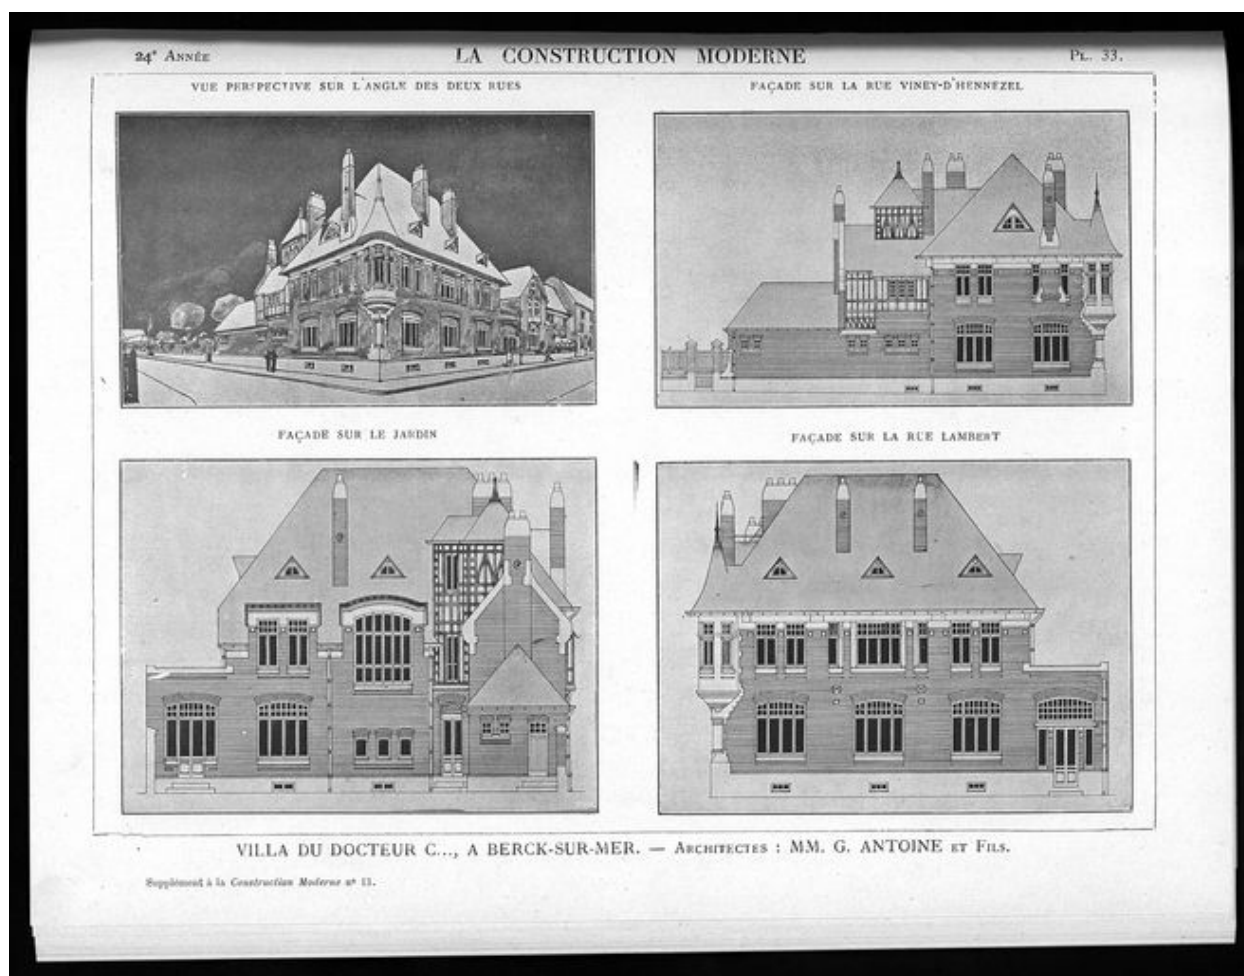 24e ANNÉE LA CONSTRUCTION MODERNE PL. 33.
VUE PERSPECTIVE SUR L'ANGLE DES DEUX RUES
FAÇADE SUR LA RUE VINEY-D'HENNEZEL
FAÇADE SUR LE JARDIN
FAÇADE SUR LA RUE LAMBERT
VILLA DU DOCTEUR C..., A BERCK-SUR-MER. — ARCHITECTES : MM. G. ANTOINE ET FILS.
Supplément à la Construction Moderne nº 13.